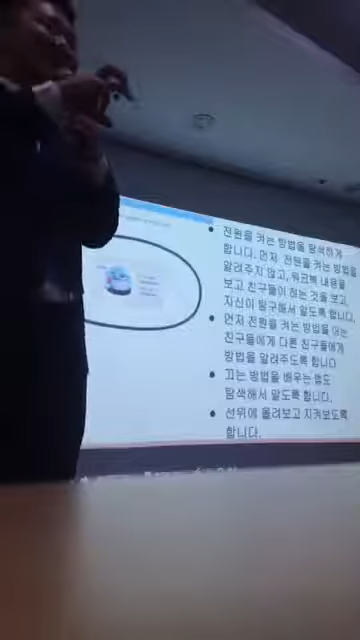 전원을 켜는 방법을 탐색하게
합니다. 먼저 전원을 켜는 방법을
알려주지 않고, 워크북 내용을
보고, 친구들이 하는 것을 보고,
자신이 탐구해서 알도록 합니다.
먼저 전원을 켜는 방법을 아는
친구들에게 다른 친구들에게
방법을 알려주도록 합니다
끄는 방법을 배우는 법도
탐색해서 알도록 합니다.
선위에 올려보고 지켜보도록
합니다.